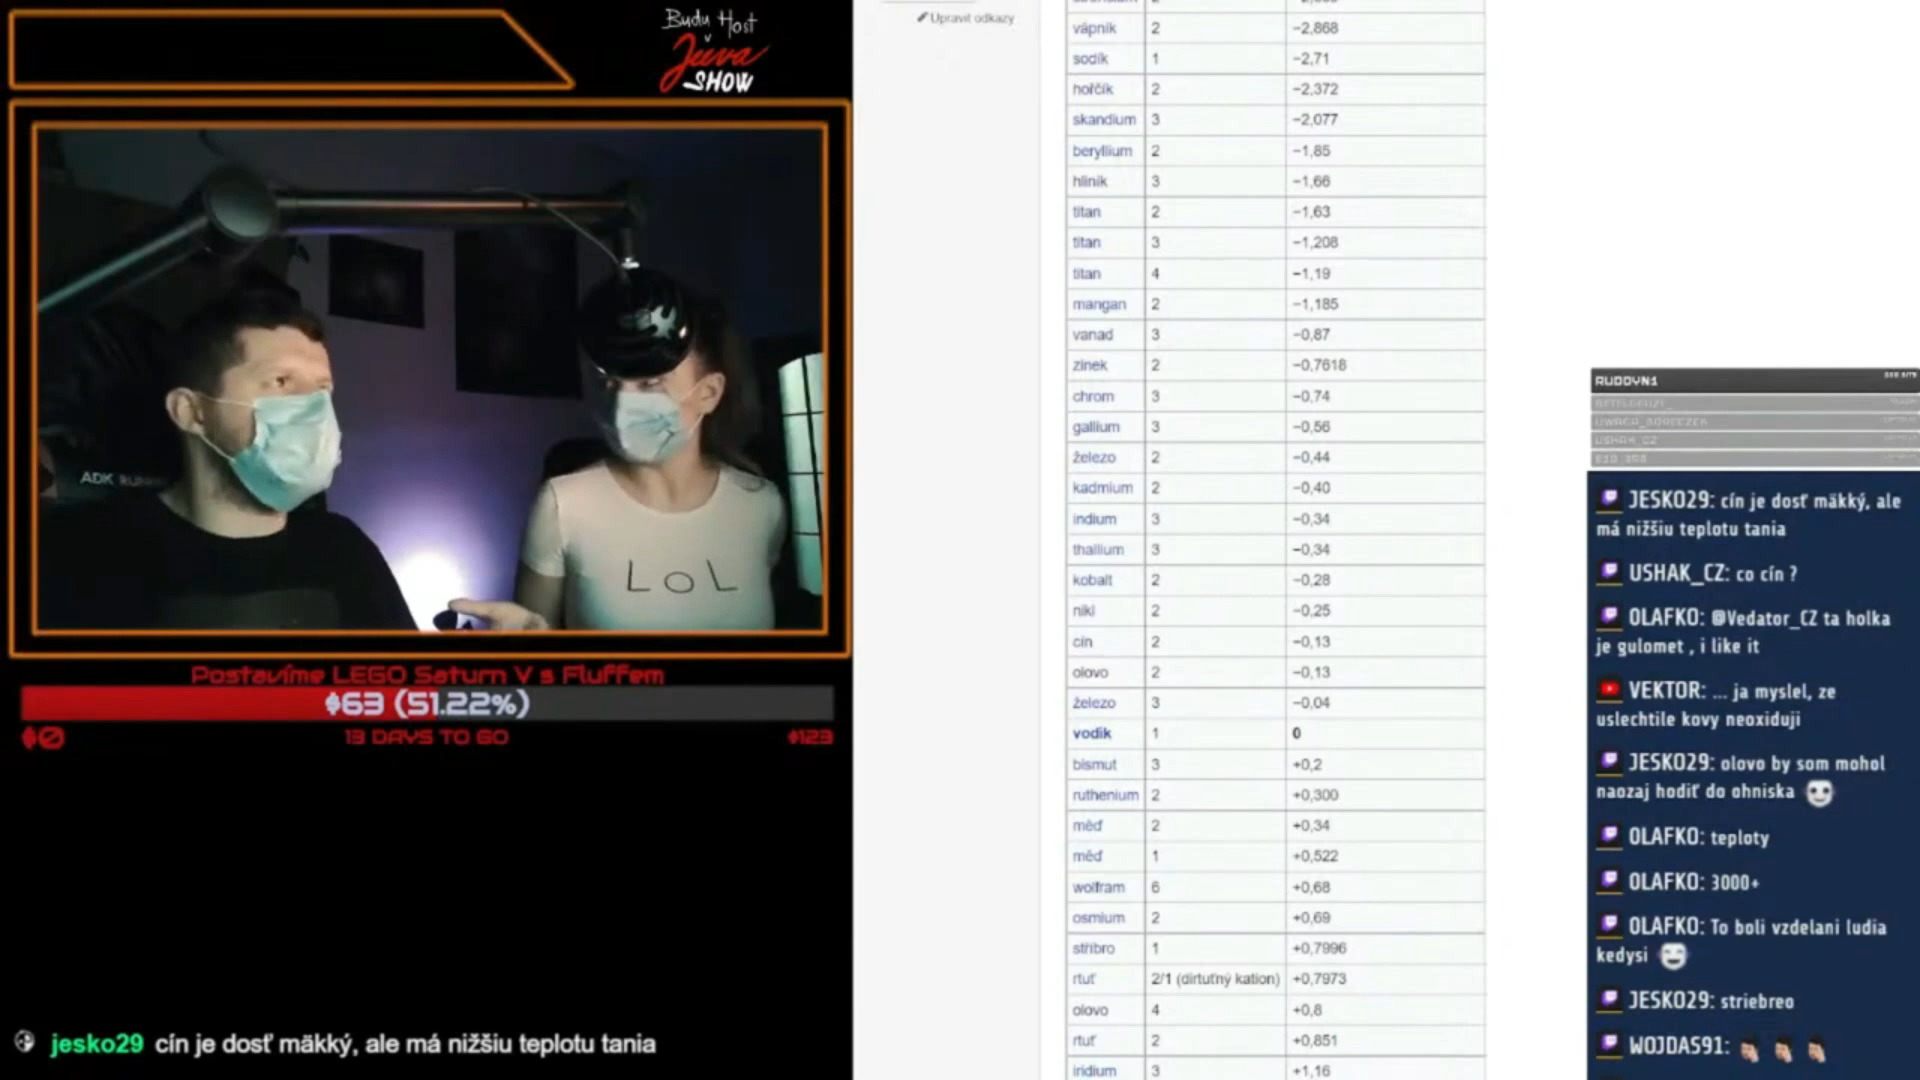 Budu Host
v
Juva
SHOW
ADK
LOL
Postavíme LEGO Saturn V s Fluffem
$63 (51.22%)
$0 13 DAYS TO GO $123
jesko29 cín je dosť mäkký, ale má nižšiu teplotu tania
Upravit odkazy
vápník 2 −2,868
sodík 1 −2,71
hořčík 2 −2,372
skandium 3 −2,077
beryllium 2 −1,85
hliník 3 −1,66
titan 2 −1,63
titan 3 −1,208
titan 4 −1,19
mangan 2 −1,185
vanad 3 −0,87
zinek 2 −0,7618
chrom 3 −0,74
gallium 3 −0,56
železo 2 −0,44
kadmium 2 −0,40
indium 3 −0,34
thallium 3 −0,34
kobalt 2 −0,28
nikl 2 −0,25
cín 2 −0,13
olovo 2 −0,13
železo 3 −0,04
vodík 1 0
bismut 3 +0,2
ruthenium 2 +0,300
měď 2 +0,34
měď 1 +0,522
wolfram 6 +0,68
osmium 2 +0,69
stříbro 1 +0,7996
rtuť 2/1 (dirtuťný kation) +0,7973
olovo 4 +0,8
rtuť 2 +0,851
iridium 3 +1,16
RUDDYN1
USHAK_CZ
JESKO29: cín je dosť mäkký, ale
má nižšiu teplotu tania
USHAK_CZ: co cín ?
OLAFKO: @Vedator_CZ ta holka
je gulomet , i like it
VEKTOR: ... ja myslel, ze
uslechtile kovy neoxiduji
JESKO29: olovo by som mohol
naozaj hodiť do ohniska
OLAFKO: teploty
OLAFKO: 3000+
OLAFKO: To boli vzdelani ludia
kedysi
JESKO29: striebreo
WOJDAS91: